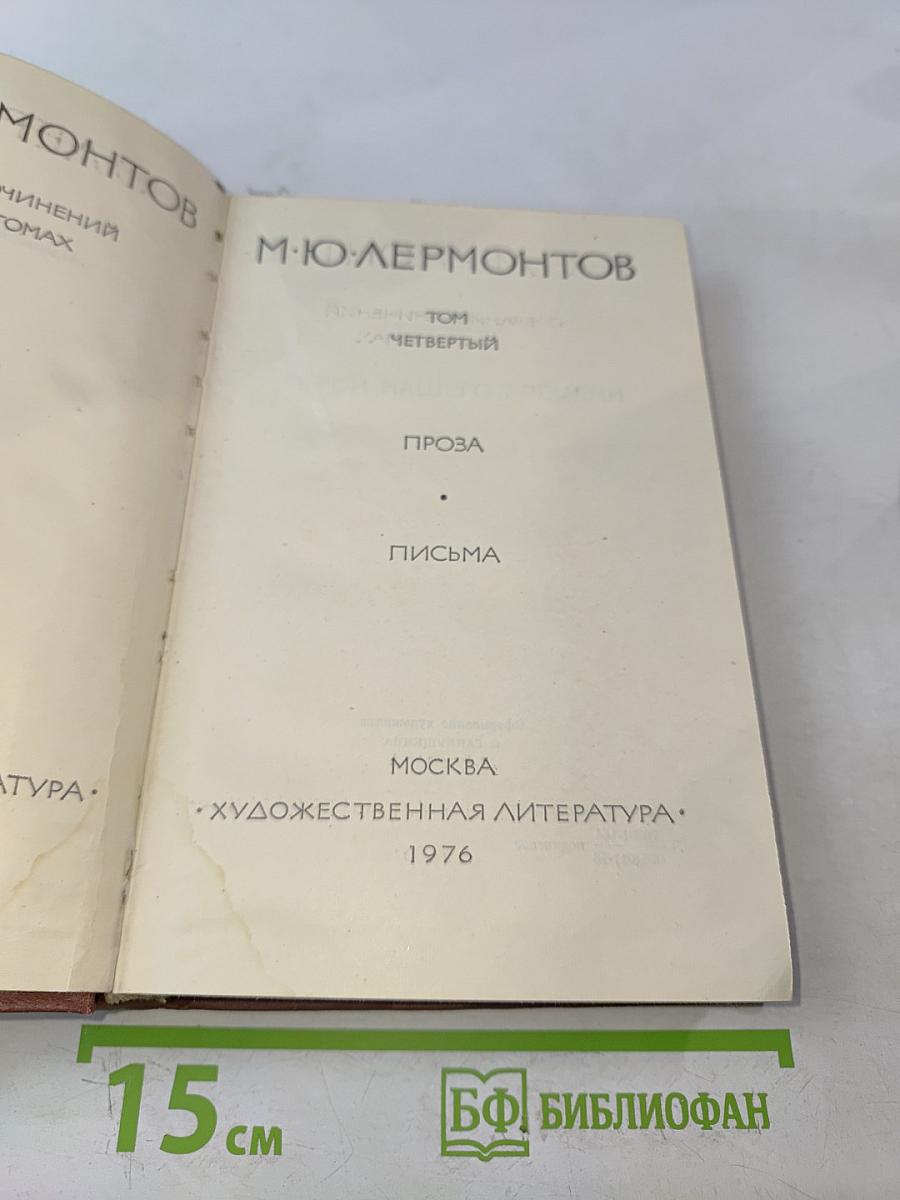 МОНТОВ
ЧИНЕНИЙ
ТОМАХ
АТУРА·
М·Ю·ЛЕРМОНТОВ
ТОМ
ЧЕТВЕРТЫЙ
ПРОЗА
·
ПИСЬМА
МОСКВА
·ХУДОЖЕСТВЕННАЯ ЛИТЕРАТУРА·
1976
15 см
БФ БИБЛИОФАН